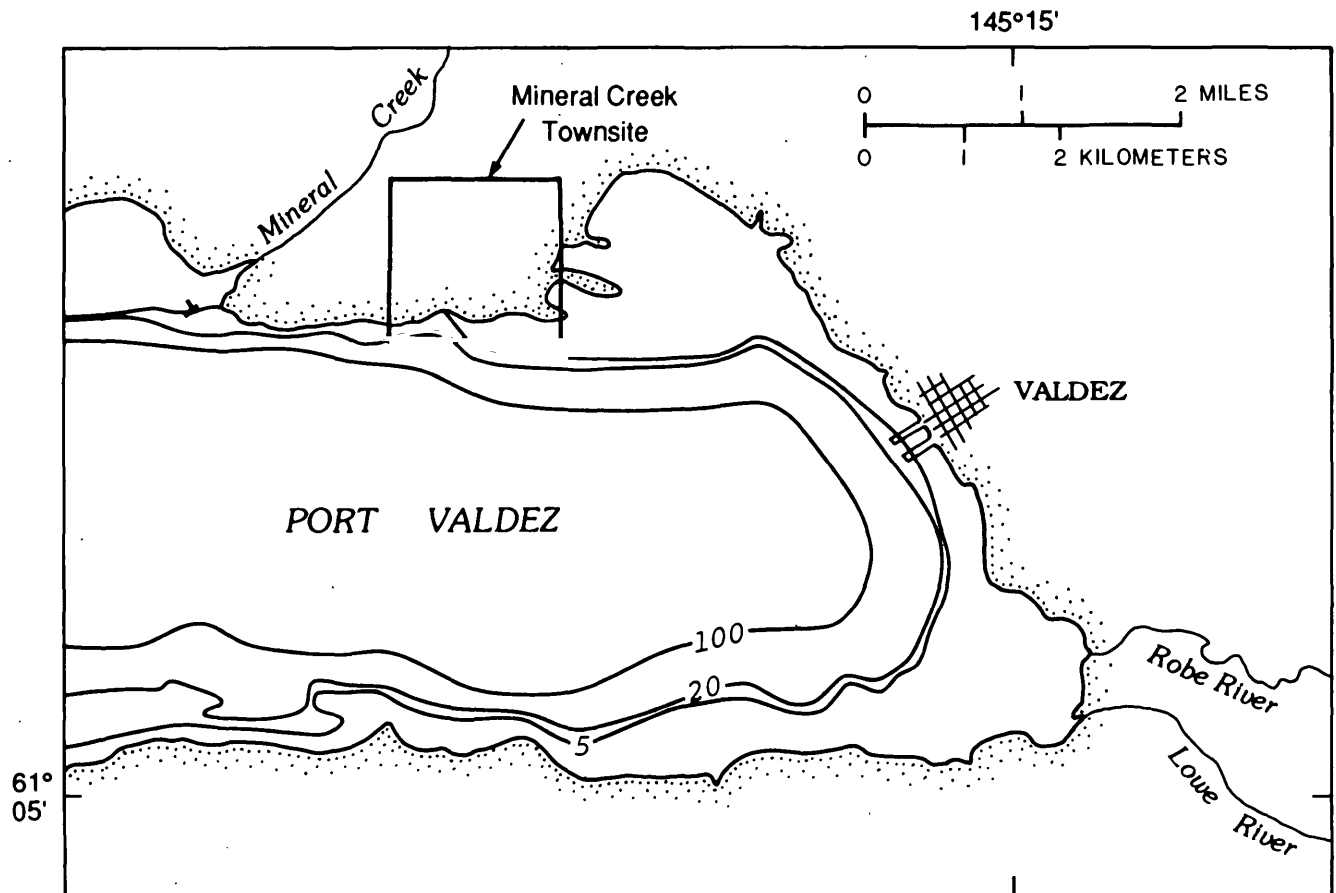 145°15'
Mineral Creek
Mineral Creek
Townsite
0 1 2 MILES
0 1 2 KILOMETERS
VALDEZ
PORT VALDEZ
100
20
5
Robe River
Lowe River
61°
05'